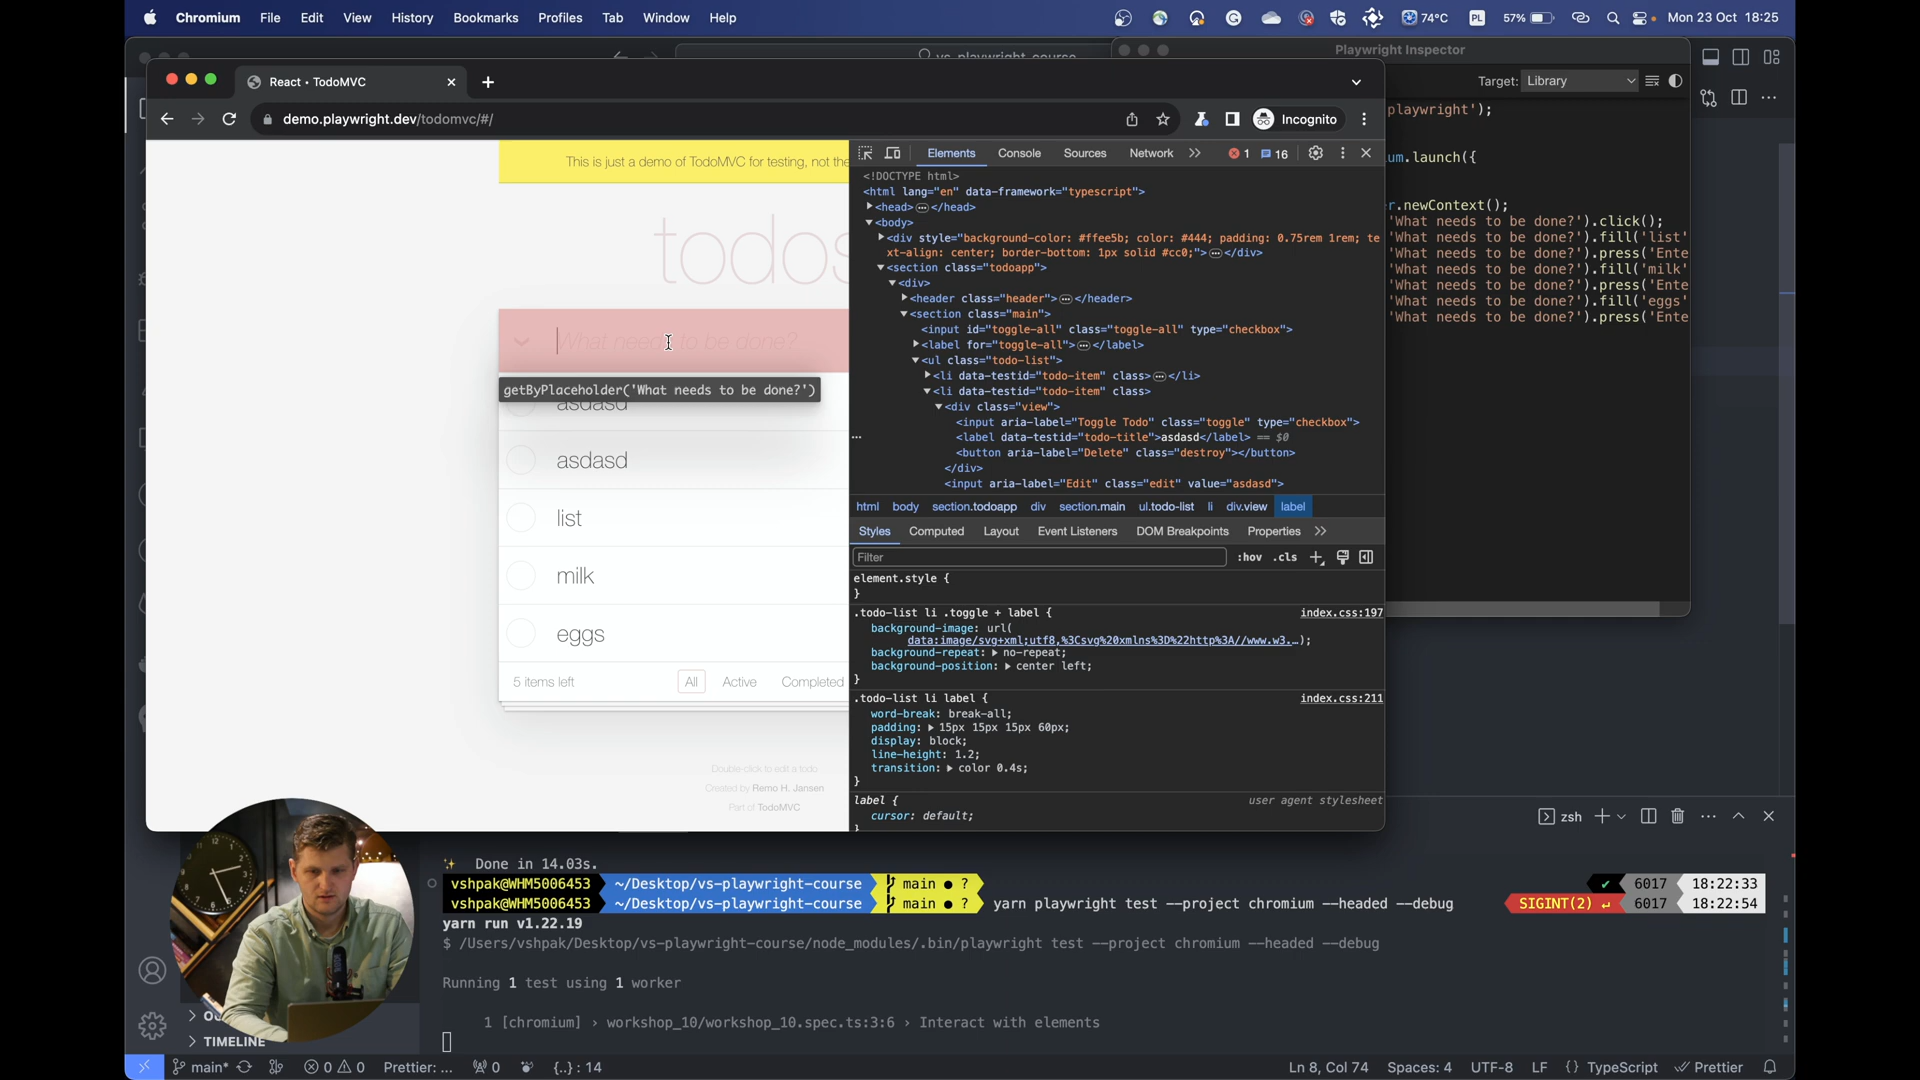 Chromium File Edit View History Bookmarks Profiles Tab Window Help
74°C PL 57% Mon 23 Oct 18:25
vs-playwright-course
Playwright Inspector
React • TodoMVC
Target: Library
demo.playwright.dev/todomvc/#/
Incognito
playwright');
um.launch({
r.newContext();
'What needs to be done?').click();
'What needs to be done?').fill('list'
'What needs to be done?').press('Ente
'What needs to be done?').fill('milk'
'What needs to be done?').press('Ente
'What needs to be done?').fill('eggs'
'What needs to be done?').press('Ente
This is just a demo of TodoMVC for testing, not the
todos
What needs to be done?
getByPlaceholder('What needs to be done?')
asdasd
asdasd
list
milk
eggs
5 items left All Active Completed
Double-click to edit a todo
Created by Remo H. Jansen
Part of TodoMVC
Elements Console Sources Network 1 16
<!DOCTYPE html>
<html lang="en" data-framework="typescript">
<head></head>
<body>
<div style="background-color: #ffee5b; color: #444; padding: 0.75rem 1rem; te
xt-align: center; border-bottom: 1px solid #cc0;"></div>
<section class="todoapp">
<div>
<header class="header"></header>
<section class="main">
<input id="toggle-all" class="toggle-all" type="checkbox">
<label for="toggle-all"></label>
<ul class="todo-list">
<li data-testid="todo-item" class></li>
<li data-testid="todo-item" class>
<div class="view">
<input aria-label="Toggle Todo" class="toggle" type="checkbox">
<label data-testid="todo-title">asdasd</label> == $0
<button aria-label="Delete" class="destroy"></button>
</div>
<input aria-label="Edit" class="edit" value="asdasd">
html body section.todoapp div section.main ul.todo-list li div.view label
Styles Computed Layout Event Listeners DOM Breakpoints Properties
Filter :hov .cls
element.style {
}
.todo-list li .toggle + label { index.css:197
background-image: url(
data:image/svg+xml;utf8,%3Csvg%20xmlns%3D%22http%3A//www.w3.…);
background-repeat: no-repeat;
background-position: center left;
}
.todo-list li label { index.css:211
word-break: break-all;
padding: 15px 15px 15px 60px;
display: block;
line-height: 1.2;
transition: color 0.4s;
}
label { user agent stylesheet
cursor: default;
}
zsh
Done in 14.03s.
vshpak@WHM5006453 ~/Desktop/vs-playwright-course main ● ? ✔ 6017 18:22:33
vshpak@WHM5006453 ~/Desktop/vs-playwright-course main ● ? yarn playwright test --project chromium --headed --debug SIGINT(2) ↵ 6017 18:22:54
yarn run v1.22.19
$ /Users/vshpak/Desktop/vs-playwright-course/node_modules/.bin/playwright test --project chromium --headed --debug
Running 1 test using 1 worker
1 [chromium] › workshop_10/workshop_10.spec.ts:3:6 › Interact with elements
TIMELINE
main* 0 0 Prettier: ... 0 {..} : 14 Ln 8, Col 74 Spaces: 4 UTF-8 LF {} TypeScript Prettier